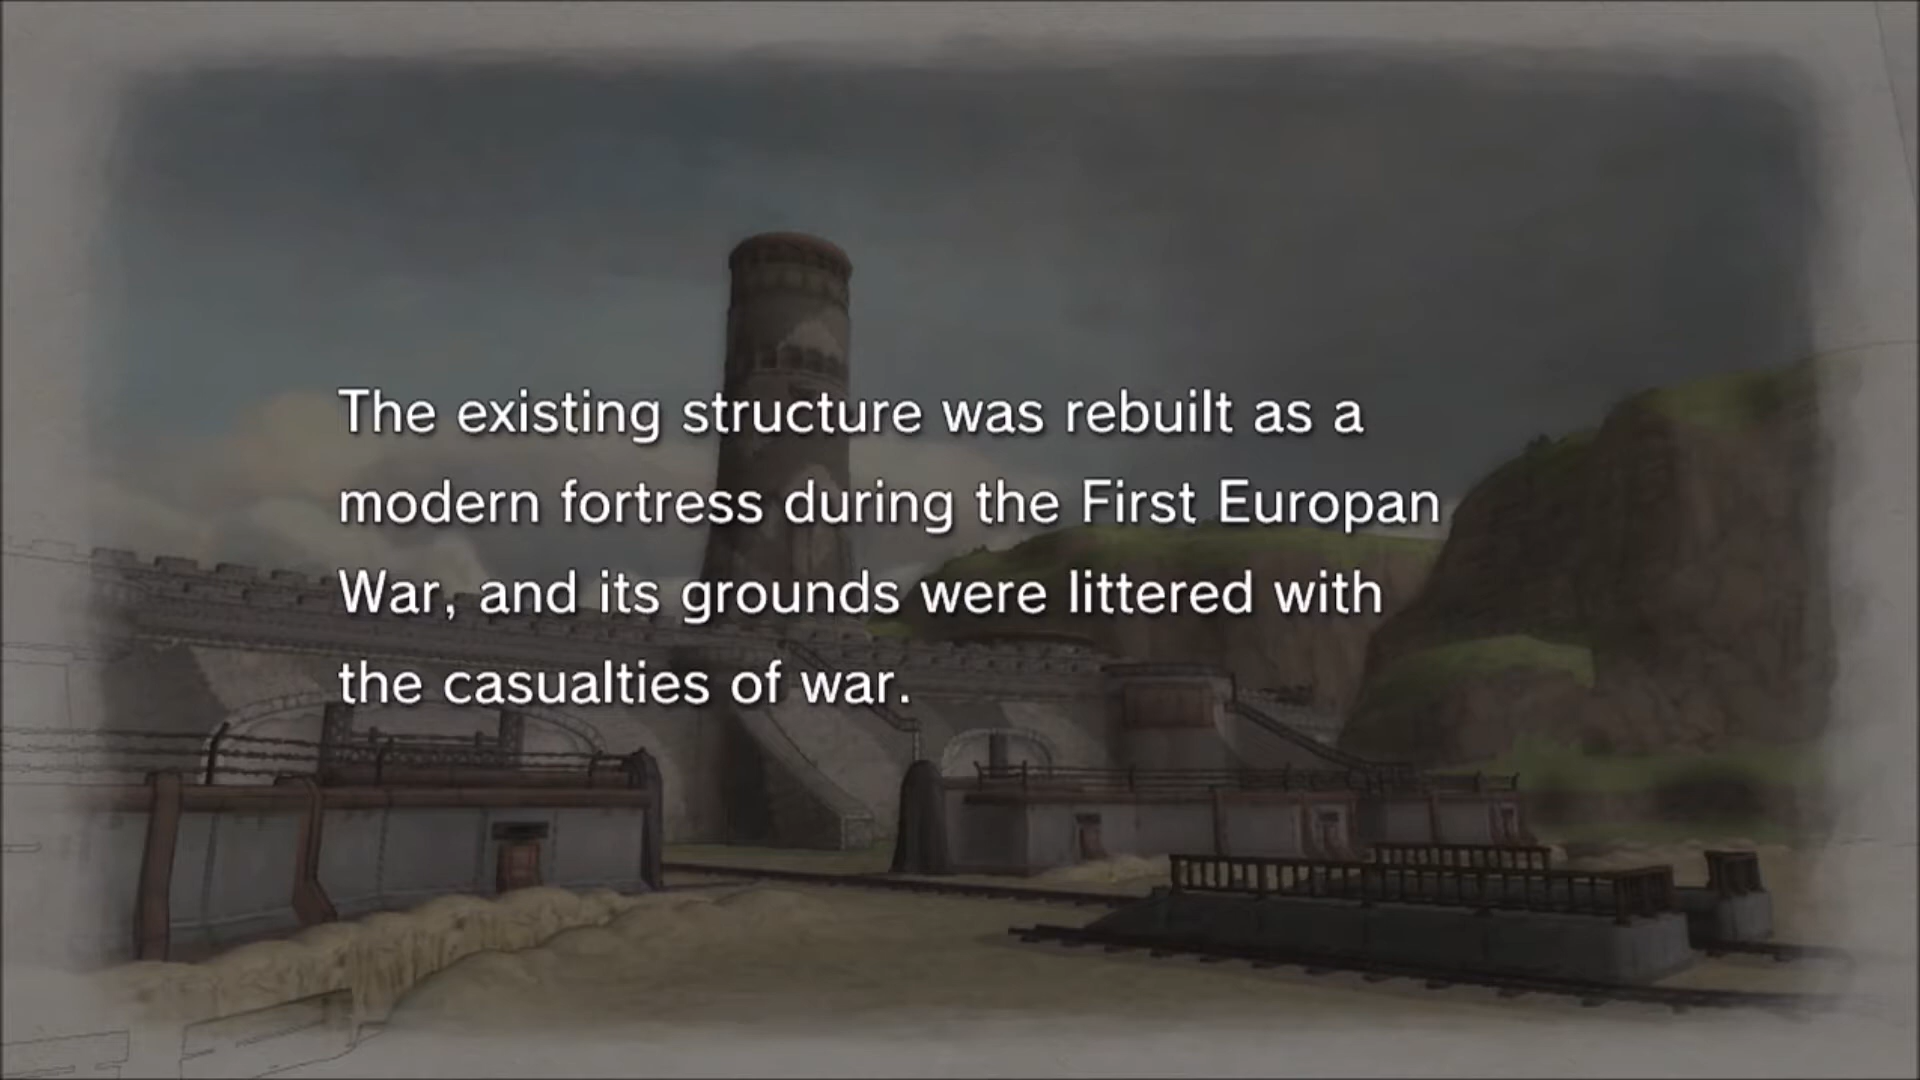 The existing structure was rebuilt as a
modern fortress during the First Europan
War, and its grounds were littered with
the casualties of war.